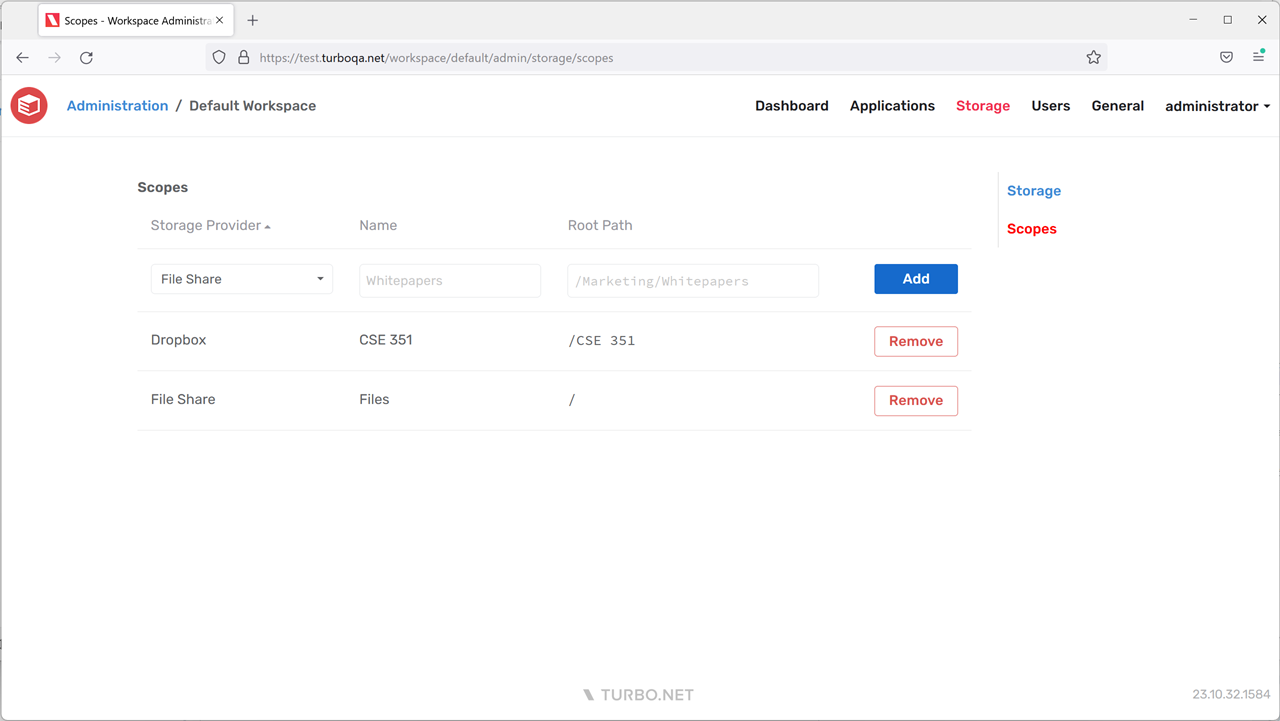 Scopes - Workspace Administra
https://test.turboqa.net/workspace/default/admin/storage/scopes
Administration / Default Workspace
Dashboard Applications Storage Users General administrator
Scopes
Storage Provider Name Root Path
File Share Whitepapers /Marketing/Whitepapers Add
Dropbox CSE 351 /CSE 351 Remove
File Share Files / Remove
Storage
Scopes
TURBO.NET
23.10.32.1584